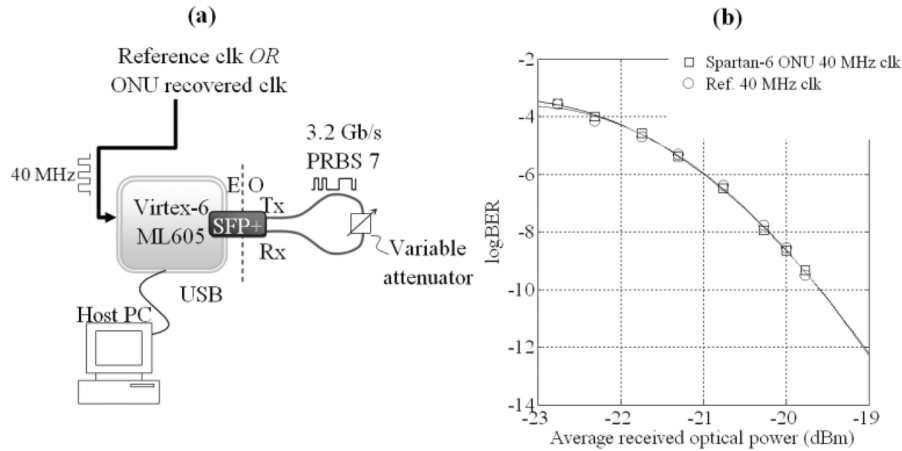 (a)
Reference clk OR
ONU recovered clk
40 MHz
3.2 Gb/s
PRBS 7
E O
Tx
Virtex-6
ML605
SFP+
Rx
Variable
attenuator
USB
Host PC
(b)
Spartan-6 ONU 40 MHz clk
Ref. 40 MHz clk
logBER
-2
-4
-6
-8
-10
-12
-14
-23 -22 -21 -20 -19
Average received optical power (dBm)